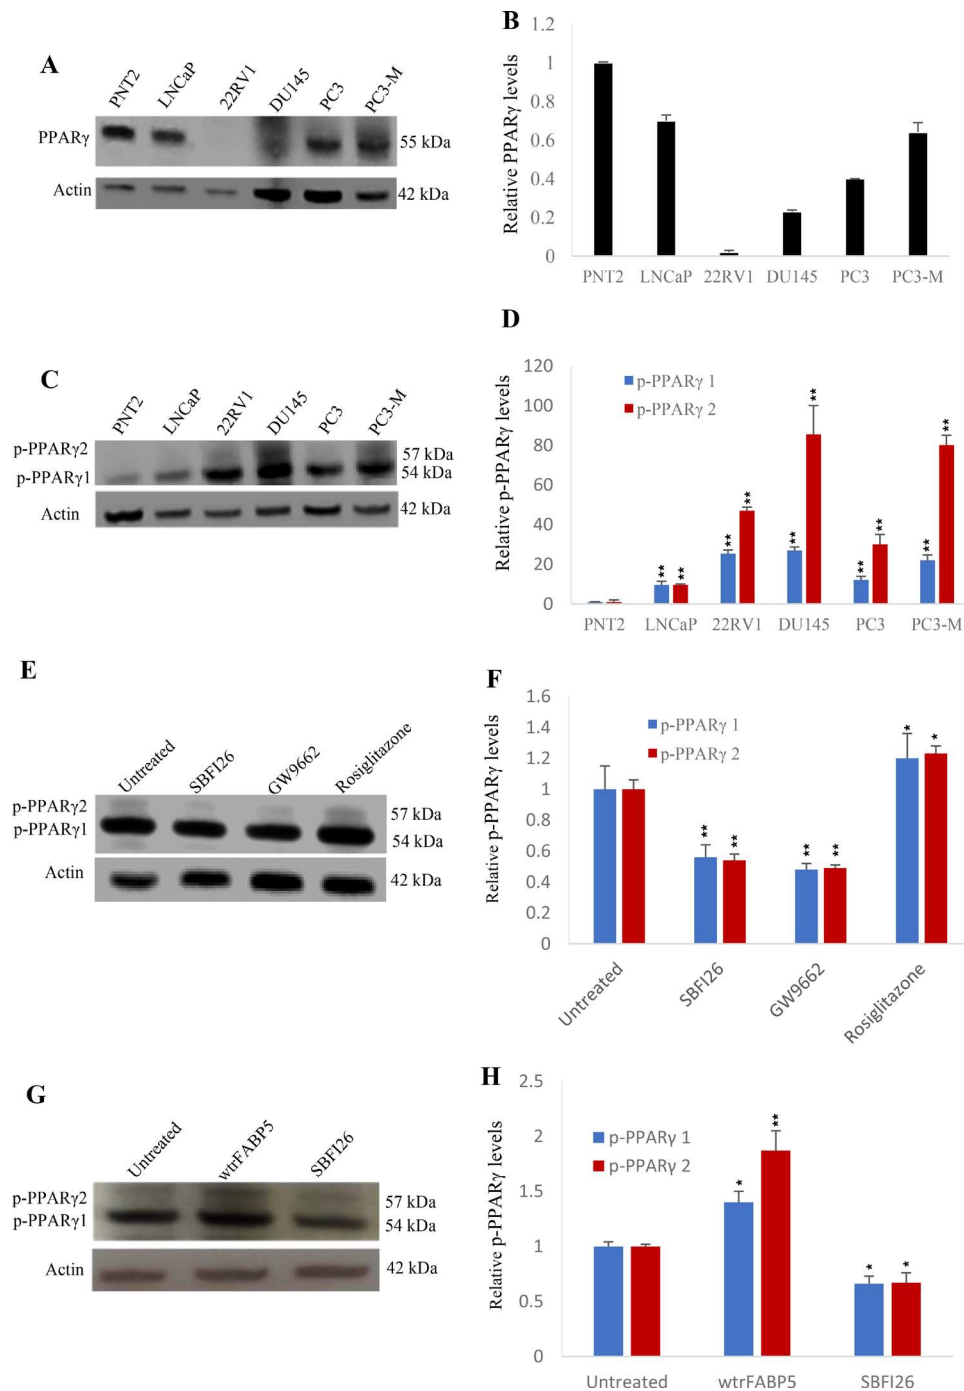 A
PNT2 LNCaP 22RV1 DU145 PC3 PC3-M
PPARγ
55 kDa
Actin
42 kDa
B
Relative PPARγ levels
1.2
1
0.8
0.6
0.4
0.2
0
PNT2 LNCaP 22RV1 DU145 PC3 PC3-M
C
PNT2 LNCaP 22RV1 DU145 PC3 PC3-M
p-PPARγ2
57 kDa
p-PPARγ1
54 kDa
Actin
42 kDa
D
Relative p-PPARγ levels
p-PPARγ 1
p-PPARγ 2
120
100
80
60
40
20
0
** ** ** ** ** ** ** ** ** **
PNT2 LNCaP 22RV1 DU145 PC3 PC3-M
E
Untreated SBFI26 GW9662 Rosiglitazone
p-PPARγ2
57 kDa
p-PPARγ1
54 kDa
Actin
42 kDa
F
Relative p-PPARγ levels
p-PPARγ 1
p-PPARγ 2
1.6
1.4
1.2
1
0.8
0.6
0.4
0.2
0
** ** ** ** * *
Untreated SBFI26 GW9662 Rosiglitazone
G
Untreated wtrFABP5 SBFI26
p-PPARγ2
57 kDa
p-PPARγ1
54 kDa
Actin
42 kDa
H
Relative p-PPARγ levels
p-PPARγ 1
p-PPARγ 2
2.5
2
1.5
1
0.5
0
* ** * *
Untreated wtrFABP5 SBFI26